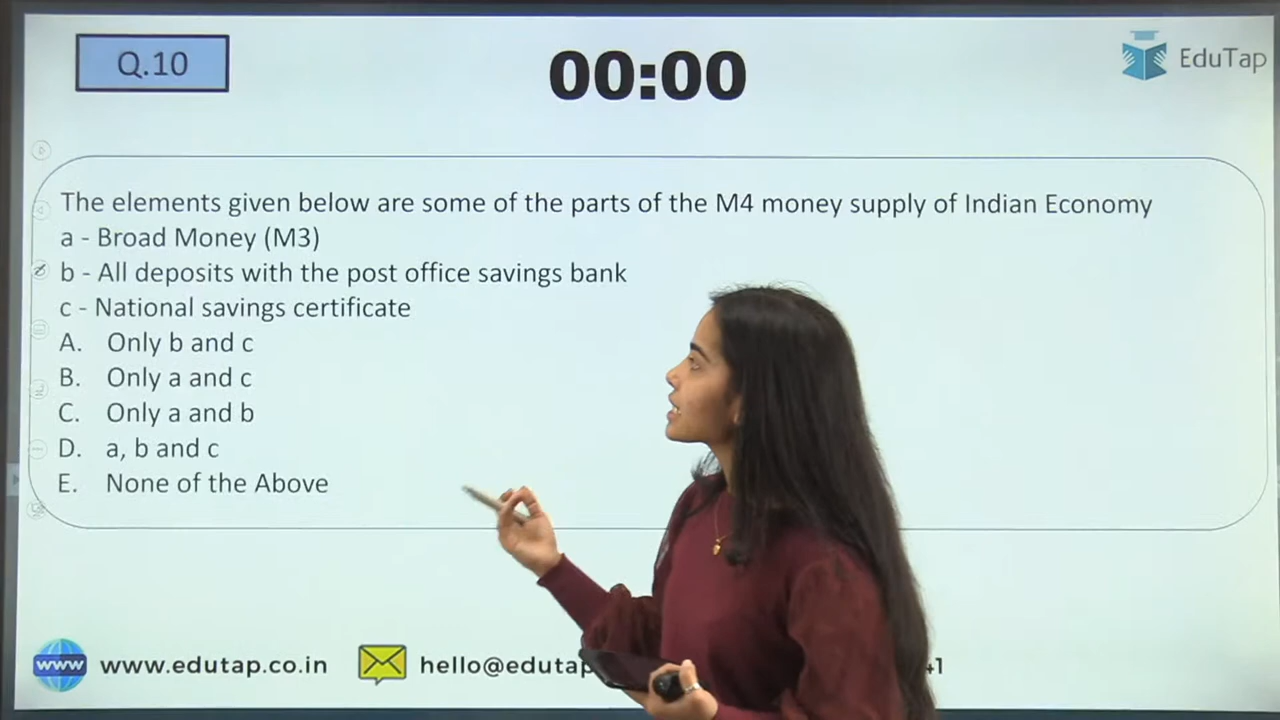 Q.10
00:00
EduTap
The elements given below are some of the parts of the M4 money supply of Indian Economy
a - Broad Money (M3)
b - All deposits with the post office savings bank
c - National savings certificate
A. Only b and c
B. Only a and c
C. Only a and b
D. a, b and c
E. None of the Above
www www.edutap.co.in
hello@edutap
41